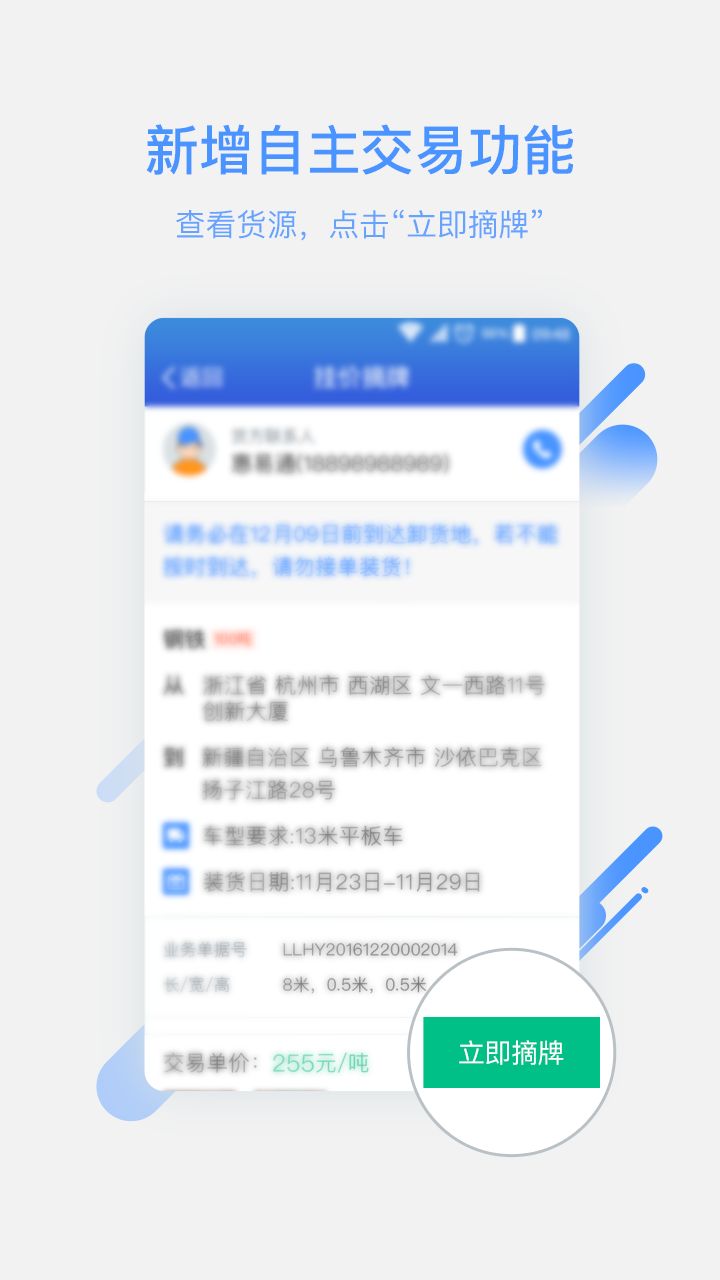 新增自主交易功能
查看货源，点击“立即摘牌”
返回
挂价摘牌
货方联系人
惠易通(18898988989)
请务必在12月09日前到达卸货地，若不能
按时到达，请勿接单装货！
钢铁
从 浙江省 杭州市 西湖区 文一西路11号
创新大厦
到 新疆自治区 乌鲁木齐市 沙依巴克区
扬子江路28号
车型要求:13米平板车
装货日期:11月23日-11月29日
业务单据号 LLHY20161220002014
长/宽/高 8米，0.5米，0.5米
交易单价： 255元/吨
立即摘牌